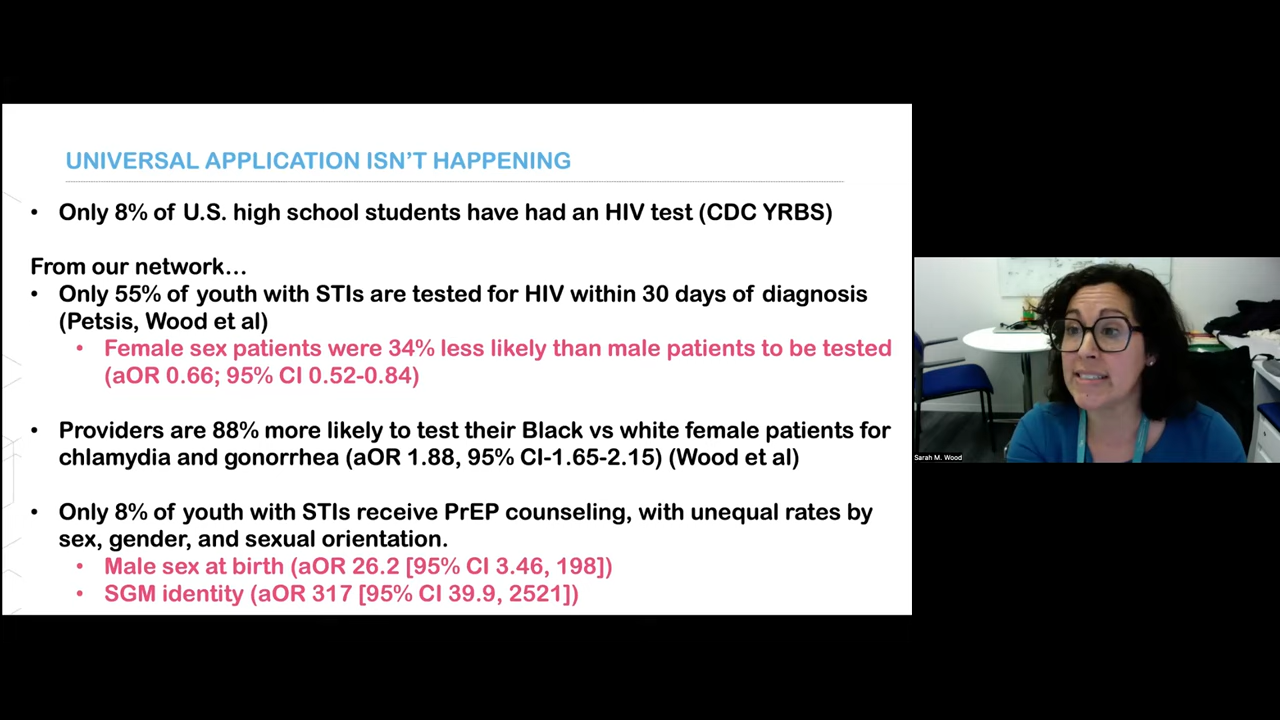 UNIVERSAL APPLICATION ISN'T HAPPENING
• Only 8% of U.S. high school students have had an HIV test (CDC YRBS)
From our network...
• Only 55% of youth with STIs are tested for HIV within 30 days of diagnosis
(Petsis, Wood et al)
• Female sex patients were 34% less likely than male patients to be tested
(aOR 0.66; 95% CI 0.52-0.84)
• Providers are 88% more likely to test their Black vs white female patients for
chlamydia and gonorrhea (aOR 1.88, 95% CI-1.65-2.15) (Wood et al)
• Only 8% of youth with STIs receive PrEP counseling, with unequal rates by
sex, gender, and sexual orientation.
• Male sex at birth (aOR 26.2 [95% CI 3.46, 198])
• SGM identity (aOR 317 [95% CI 39.9, 2521])
Sarah M. Wood